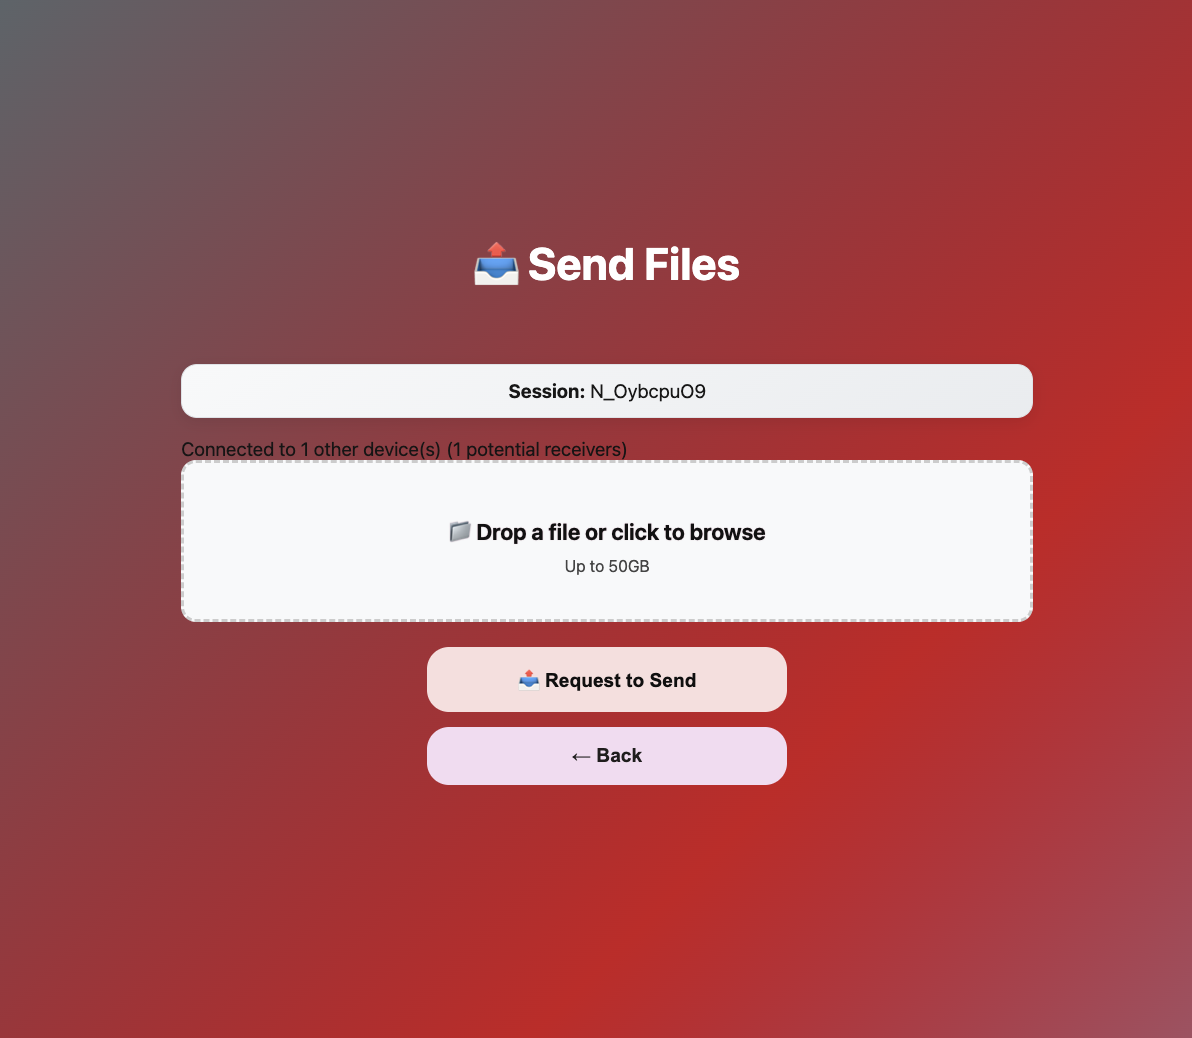 Send Files
Session: N_OybcpuO9
Connected to 1 other device(s) (1 potential receivers)
Drop a file or click to browse
Up to 50GB
Request to Send
← Back